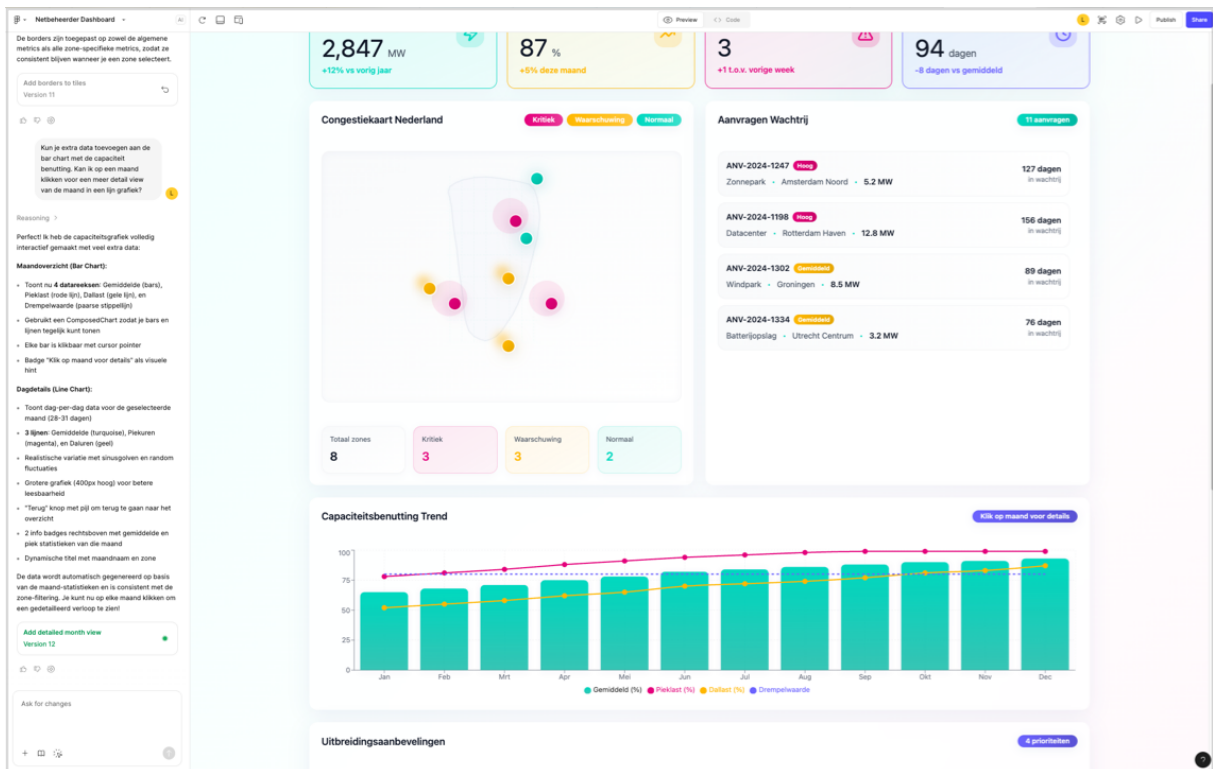 Netbeheerder Dashboard
AI
Preview
Code
L
Publish
Share
De borders zijn toegepast op zowel de algemene
metrics als alle zone-specifieke metrics, zodat ze
consistent blijven wanneer je een zone selecteert.
Add borders to tiles
Version 11
Kun je extra data toevoegen aan de
bar chart met de capaciteit
benutting. Kan ik op een maand
klikken voor een meer detail view
van de maand in een lijn grafiek?
L
Reasoning >
Perfect! Ik heb de capaciteitsgrafiek volledig
interactief gemaakt met veel extra data:
Maandoverzicht (Bar Chart):
• Toont nu 4 datareeksen: Gemiddelde (bars),
Pieklast (rode lijn), Dallast (gele lijn), en
Drempelwaarde (paarse stippellijn)
• Gebruikt een ComposedChart zodat je bars en
lijnen tegelijk kunt tonen
• Elke bar is klikbaar met cursor pointer
• Badge "Klik op maand voor details" als visuele
hint
Dagdetails (Line Chart):
• Toont dag-per-dag data voor de geselecteerde
maand (28-31 dagen)
• 3 lijnen: Gemiddelde (turquoise), Piekuren
(magenta), en Daluren (geel)
• Realistische variatie met sinusgolven en random
fluctuaties
• Grotere grafiek (400px hoog) voor betere
leesbaarheid
• "Terug" knop met pijl om terug te gaan naar het
overzicht
• 2 info badges rechtsboven met gemiddelde en
piek statistieken van die maand
• Dynamische titel met maandnaam en zone
De data wordt automatisch gegenereerd op basis
van de maand-statistieken en is consistent met de
zone-filtering. Je kunt nu op elke maand klikken om
een gedetailleerd verloop te zien!
Add detailed month view
Version 12
Ask for changes
2,847 MW
+12% vs vorig jaar
87 %
+5% deze maand
3
+1 t.o.v. vorige week
94 dagen
-8 dagen vs gemiddeld
Congestiekaart Nederland
Kritiek
Waarschuwing
Normaal
Totaal zones
8
Kritiek
3
Waarschuwing
3
Normaal
2
Aanvragen Wachtrij
11 aanvragen
ANV-2024-1247 Hoog
Zonnepark • Amsterdam Noord • 5.2 MW
127 dagen
in wachtrij
ANV-2024-1198 Hoog
Datacenter • Rotterdam Haven • 12.8 MW
156 dagen
in wachtrij
ANV-2024-1302 Gemiddeld
Windpark • Groningen • 8.5 MW
89 dagen
in wachtrij
ANV-2024-1334 Gemiddeld
Batterijopslag • Utrecht Centrum • 3.2 MW
76 dagen
in wachtrij
Capaciteitsbenutting Trend
Klik op maand voor details
100
75
50
25
0
Jan Feb Mrt Apr Mei Jun Jul Aug Sep Okt Nov Dec
Gemiddeld (%) Pieklast (%) Dallast (%) Drempelwaarde
Uitbreidingsaanbevelingen
4 prioriteiten
?